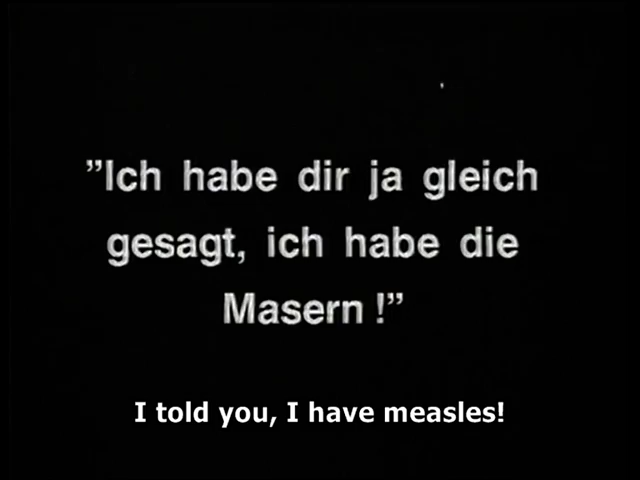 ”Ich habe dir ja gleich
gesagt, ich habe die
Masern!”
I told you, I have measles!